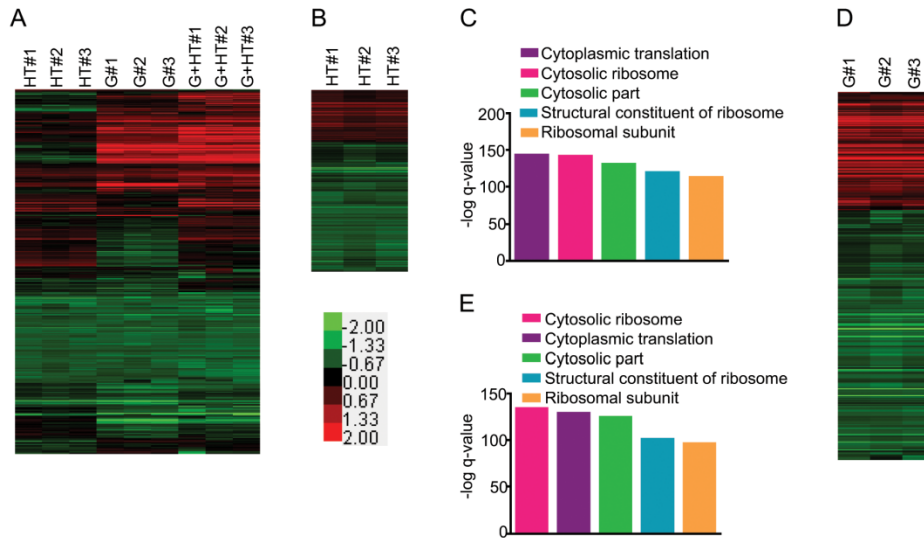 A
HT#1
HT#2
HT#3
G#1
G#2
G#3
G+HT#1
G+HT#2
G+HT#3
B
HT#1
HT#2
HT#3
-2.00
-1.33
-0.67
0.00
0.67
1.33
2.00
C
Cytoplasmic translation
Cytosolic ribosome
Cytosolic part
Structural constituent of ribosome
Ribosomal subunit
-log q-value
200
150
100
50
0
D
G#1
G#2
G#3
E
Cytosolic ribosome
Cytoplasmic translation
Cytosolic part
Structural constituent of ribosome
Ribosomal subunit
-log q-value
150
100
50
0